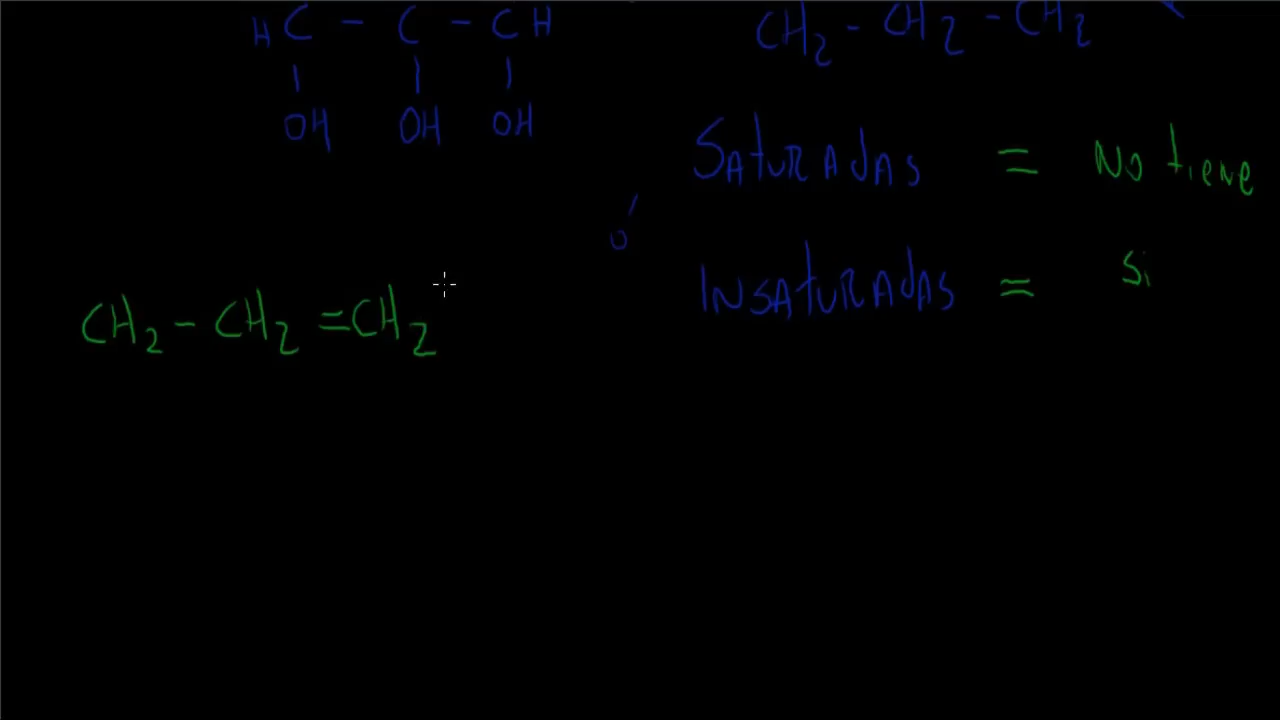 HC - C - CH
OH OH OH
CH2 - CH2 - CH2
SATURADAS = NO tiene
ó
INSATURADAS = Si
CH2 - CH2 = CH2